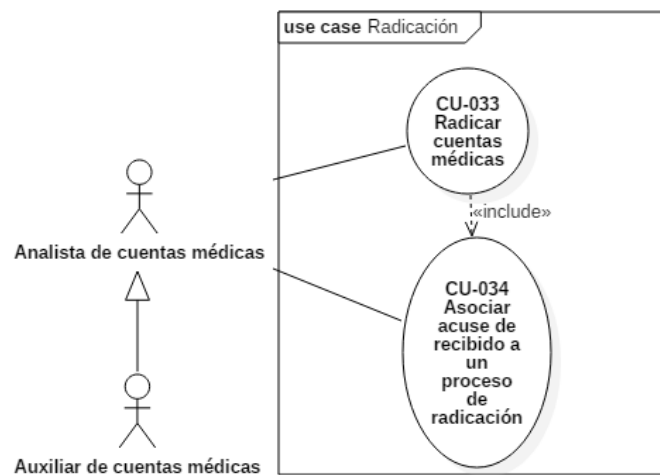 use case Radicación
CU-033
Radicar
cuentas
médicas
«include»
Analista de cuentas médicas
CU-034
Asociar
acuse de
recibido a
un
proceso
de
radicación
Auxiliar de cuentas médicas